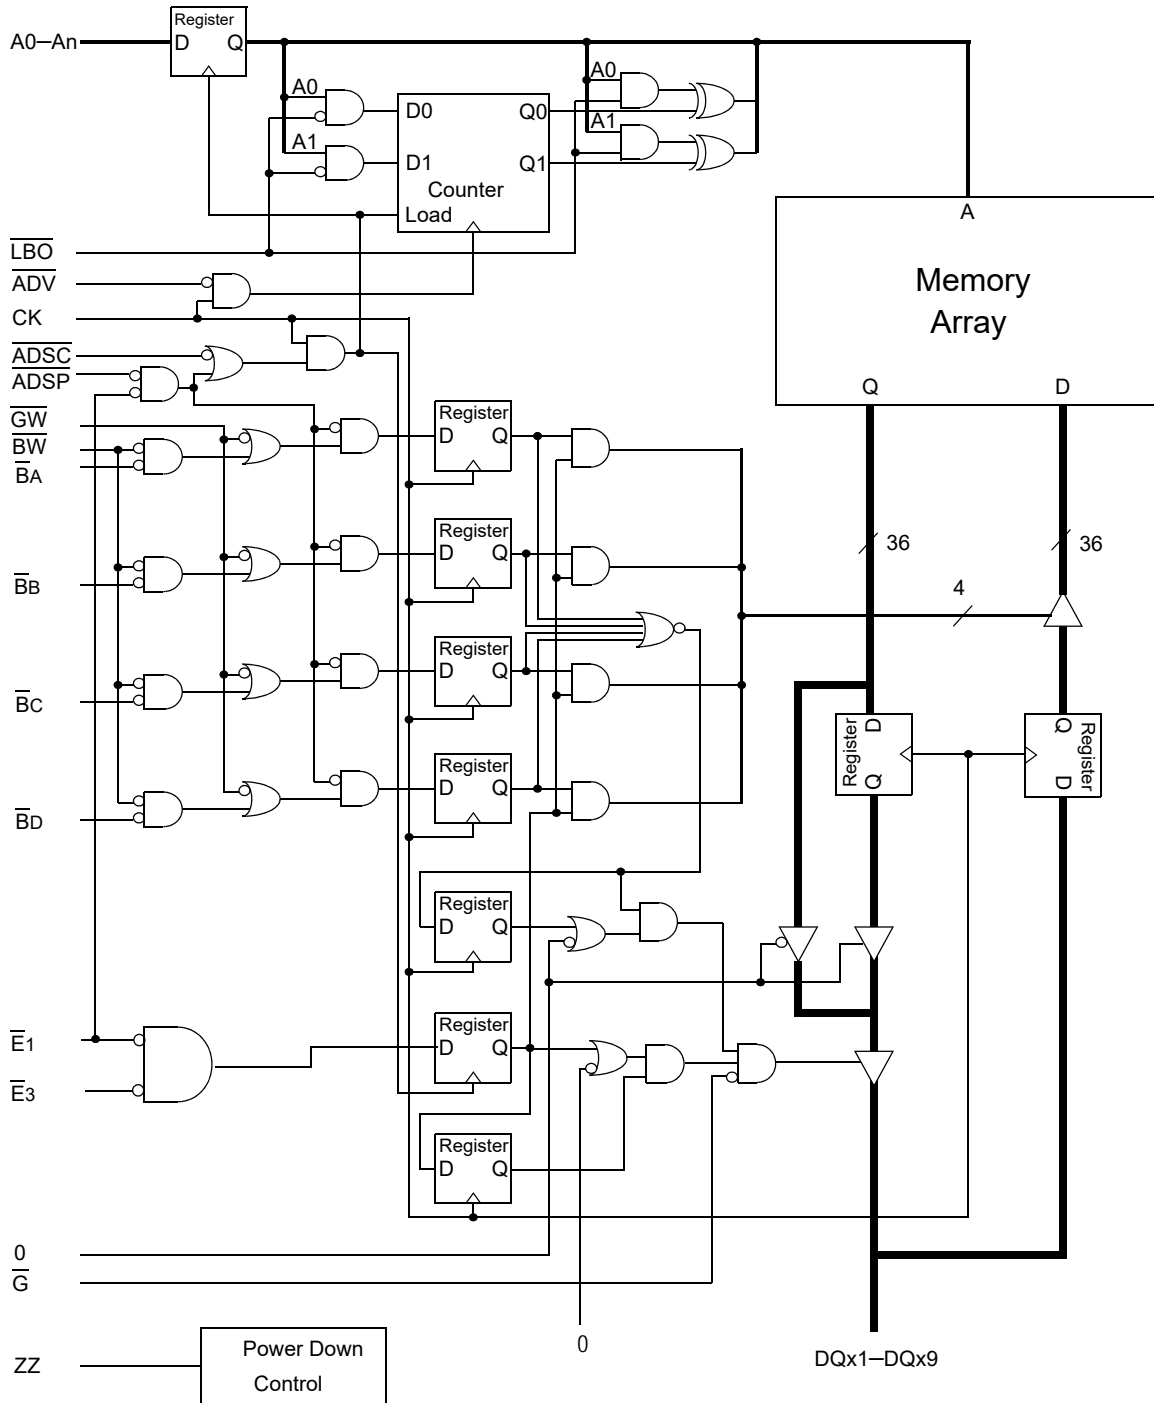 Register
A0–An
D Q
A0
A0
D0
Q0
A1
A1
D1
Q1
Counter
Load
A
LBO
ADV
Memory
Array
CK
ADSC
ADSP
Q D
GW
Register
BW
D Q
BA
Register
D Q
36
36
BB
4
Register
D Q
BC
Register
D
Q
Q
D
Register
Register
D Q
BD
Register
D Q
Register
D Q
E1
E3
Register
D Q
0
G
0
Power Down
Control
ZZ
DQx1–DQx9